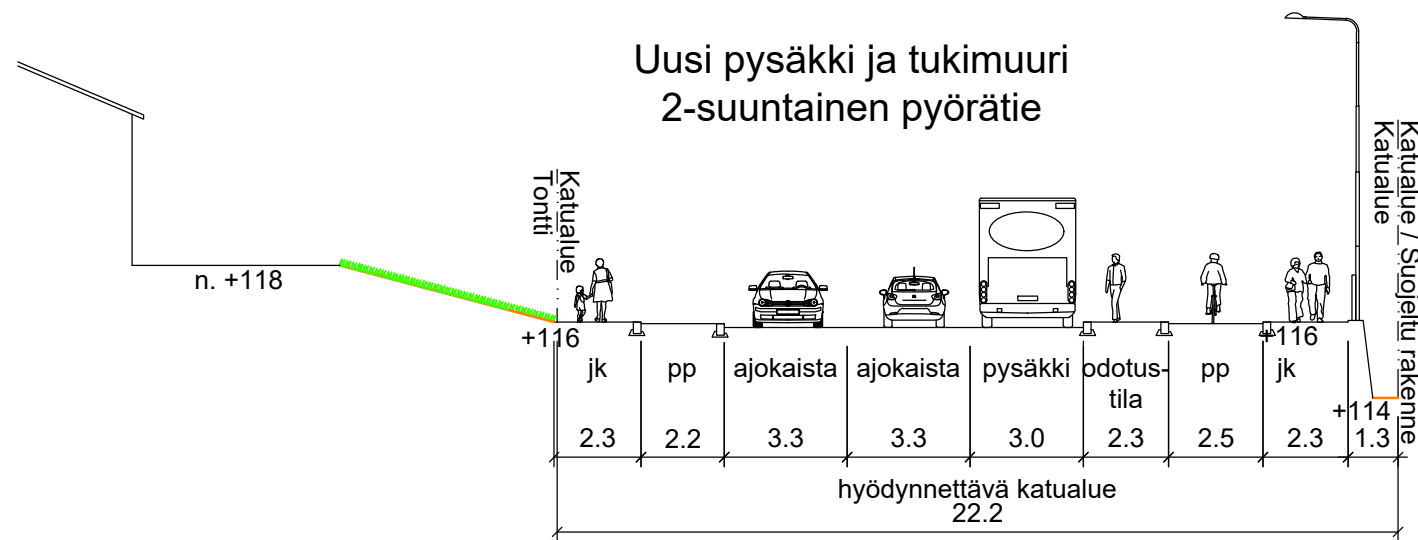 Uusi pysäkki ja tukimuuri
2-suuntainen pyörätie
Katualue
Tontti
Katualue / Suojeltu rakenne
Katualue
n. +118
+116
+116
+114
jk
pp
ajokaista
ajokaista
pysäkki
odotus-
tila
pp
jk
2.3
2.2
3.3
3.3
3.0
2.3
2.5
2.3
1.3
hyödynnettävä katualue
22.2